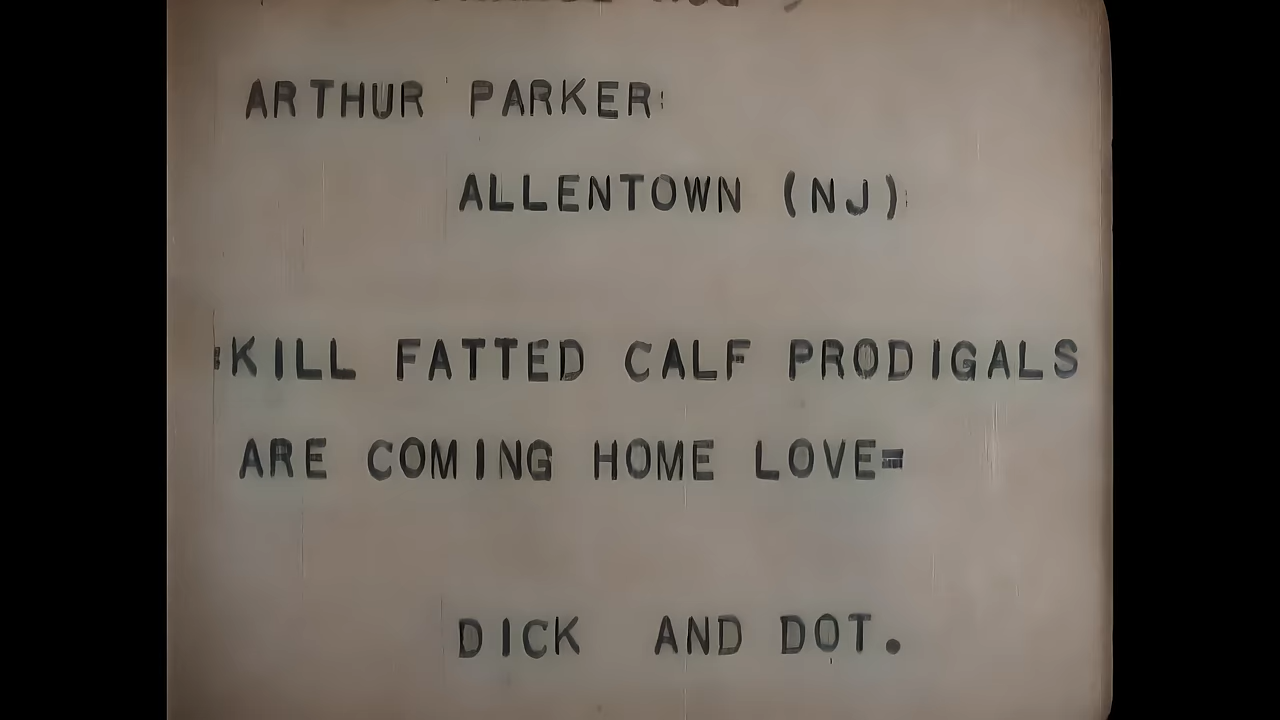 ARTHUR PARKER:
ALLENTOWN (NJ):
:KILL FATTED CALF PRODIGALS
ARE COMING HOME LOVE=
DICK AND DOT.